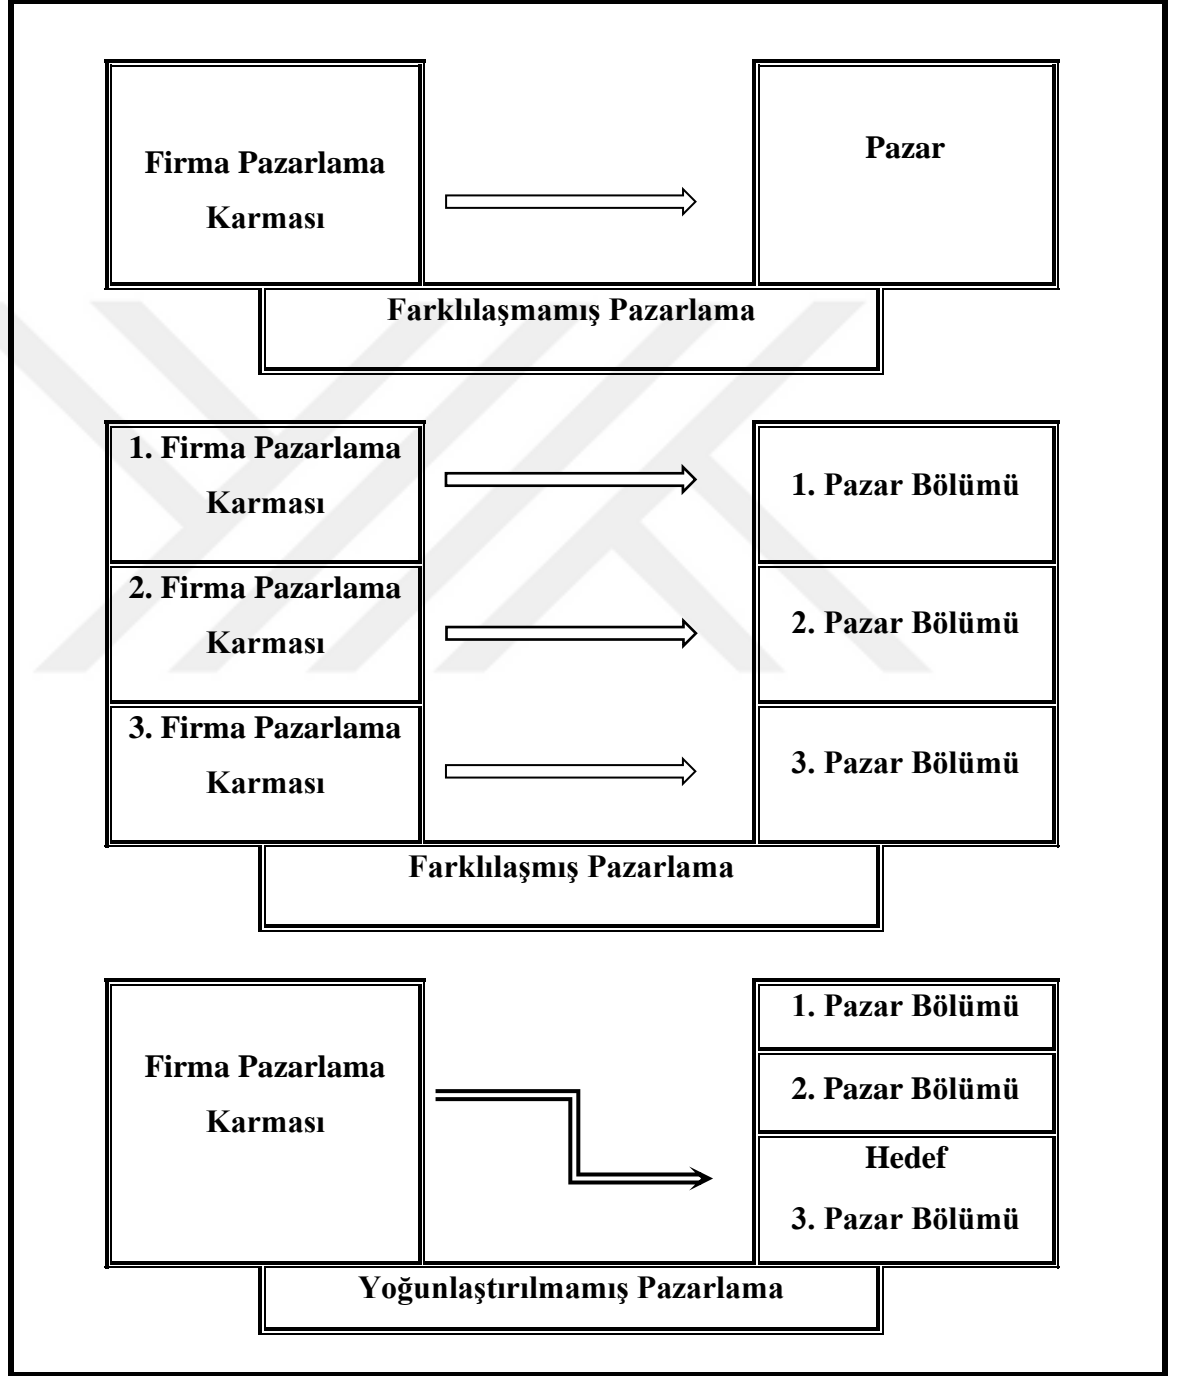 Firma Pazarlama
Karması
Pazar
Farklılaşmamış Pazarlama
1. Firma Pazarlama
Karması
1. Pazar Bölümü
2. Firma Pazarlama
Karması
2. Pazar Bölümü
3. Firma Pazarlama
Karması
3. Pazar Bölümü
Farklılaşmış Pazarlama
Firma Pazarlama
Karması
1. Pazar Bölümü
2. Pazar Bölümü
Hedef
3. Pazar Bölümü
Yoğunlaştırılmamış Pazarlama